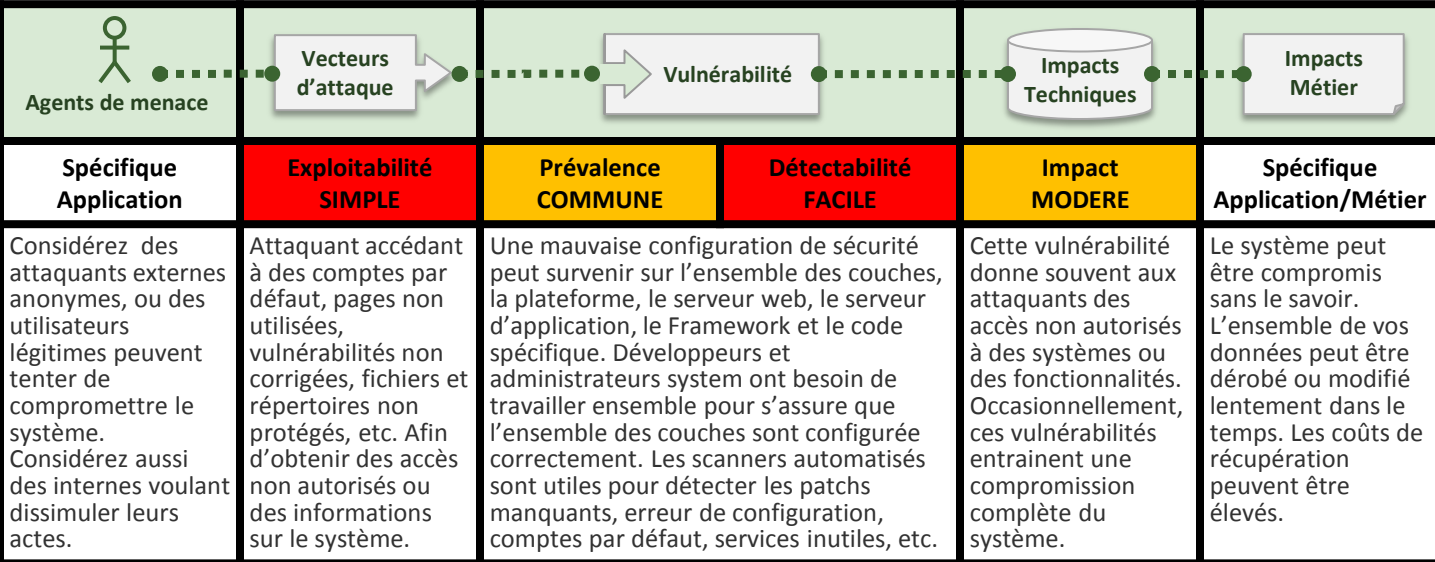 Agents de menace
Vecteurs
d’attaque
Vulnérabilité
Impacts
Techniques
Impacts
Métier
Spécifique
Application
Exploitabilité
SIMPLE
Prévalence
COMMUNE
Détectabilité
FACILE
Impact
MODERE
Spécifique
Application/Métier
Considérez des
attaquants externes
anonymes, ou des
utilisateurs
légitimes peuvent
tenter de
compromettre le
système.
Considérez aussi
des internes voulant
dissimuler leurs
actes.
Attaquant accédant
à des comptes par
défaut, pages non
utilisées,
vulnérabilités non
corrigées, fichiers et
répertoires non
protégés, etc. Afin
d’obtenir des accès
non autorisés ou
des informations
sur le système.
Une mauvaise configuration de sécurité
peut survenir sur l’ensemble des couches,
la plateforme, le serveur web, le serveur
d’application, le Framework et le code
spécifique. Développeurs et
administrateurs system ont besoin de
travailler ensemble pour s’assure que
l’ensemble des couches sont configurée
correctement. Les scanners automatisés
sont utiles pour détecter les patchs
manquants, erreur de configuration,
comptes par défaut, services inutiles, etc.
Cette vulnérabilité
donne souvent aux
attaquants des
accès non autorisés
à des systèmes ou
des fonctionnalités.
Occasionnellement,
ces vulnérabilités
entrainent une
compromission
complète du
système.
Le système peut
être compromis
sans le savoir.
L’ensemble de vos
données peut être
dérobé ou modifié
lentement dans le
temps. Les coûts de
récupération
peuvent être
élevés.